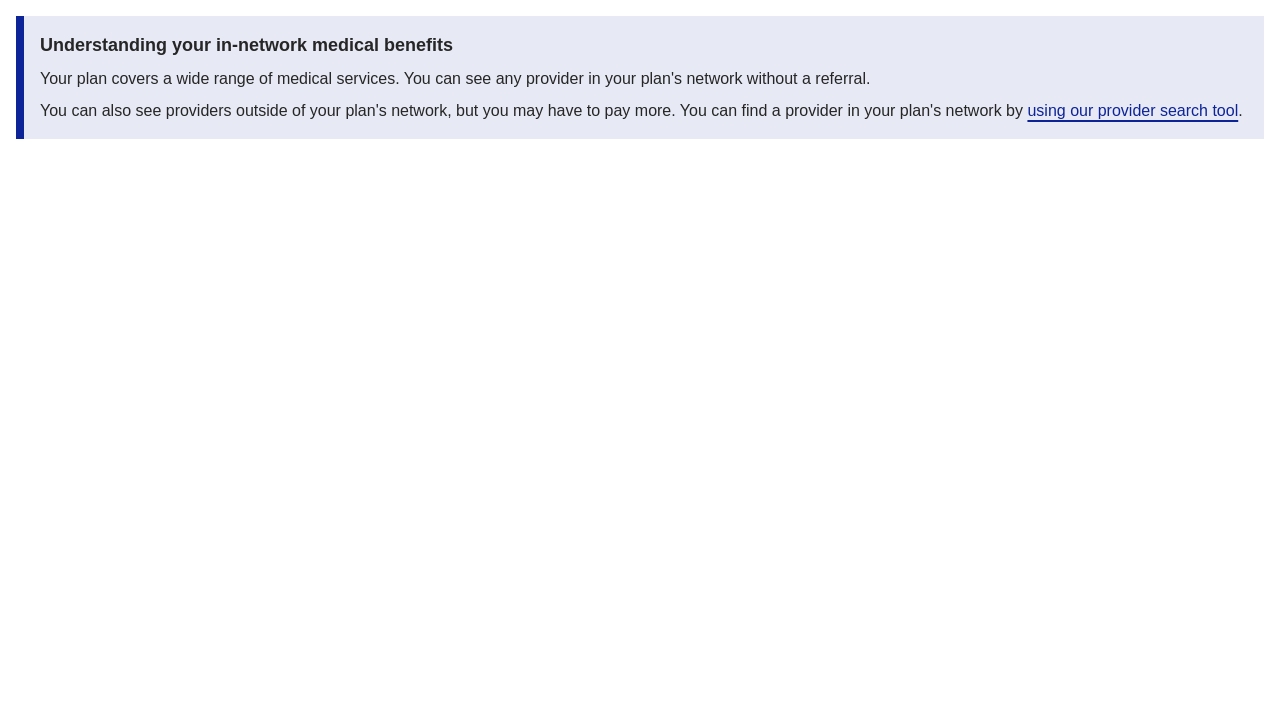 Understanding your in-network medical benefits
Your plan covers a wide range of medical services. You can see any provider in your plan's network without a referral.
You can also see providers outside of your plan's network, but you may have to pay more. You can find a provider in your plan's network by using our provider search tool.